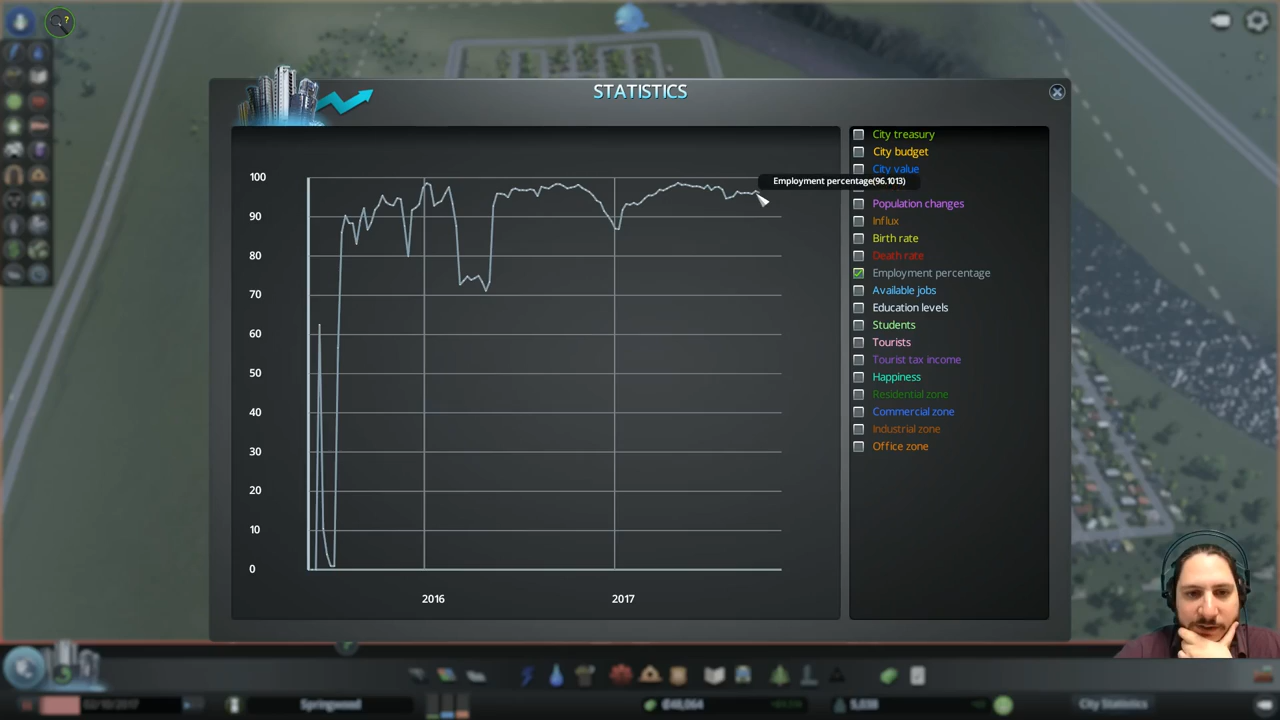 STATISTICS
100
90
80
70
60
50
40
30
20
10
0
2016
2017
Employment percentage(96.1013)
City treasury
City budget
City value
Population changes
Influx
Birth rate
Death rate
Employment percentage
Available jobs
Education levels
Students
Tourists
Tourist tax income
Happiness
Residential zone
Commercial zone
Industrial zone
Office zone
Springwood
City Statistics